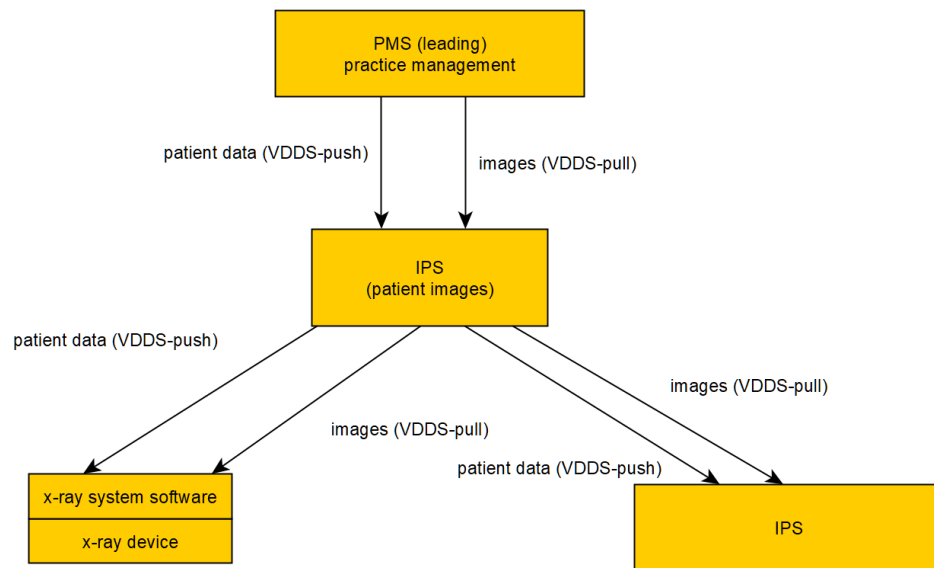 PMS (leading)
practice management
patient data (VDDS-push)
images (VDDS-pull)
IPS
(patient images)
patient data (VDDS-push)
images (VDDS-pull)
images (VDDS-pull)
patient data (VDDS-push)
x-ray system software
x-ray device
IPS